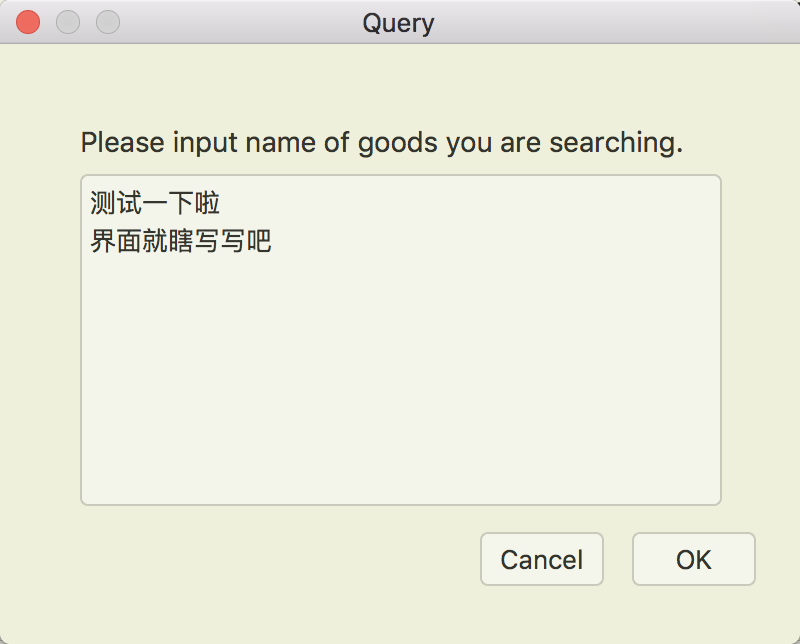 Query
Please input name of goods you are searching.
测试一下啦
界面就瞎写写吧
Cancel
OK